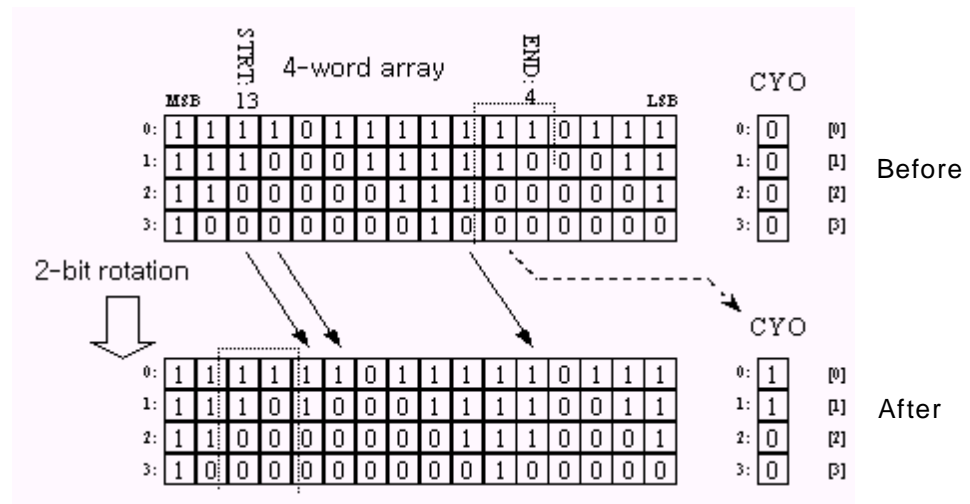 STRT: 13
4-word array
END: 4
CYO
MSB
LSB
0: 1 1 1 1 0 1 1 1 1 1 1 1 0 1 1 1 0: 0 [0]
1: 1 1 1 0 0 0 1 1 1 1 1 0 0 0 1 1 1: 0 [1]
Before
2: 1 1 0 0 0 0 0 1 1 1 0 0 0 0 0 1 2: 0 [2]
3: 1 0 0 0 0 0 0 0 1 0 0 0 0 0 0 0 3: 0 [3]
2-bit rotation
CYO
0: 1 1 1 1 1 1 0 1 1 1 1 1 0 1 1 1 0: 1 [0]
1: 1 1 1 0 1 0 0 0 1 1 1 1 0 0 1 1 1: 1 [1]
After
2: 1 1 0 0 0 0 0 0 0 1 1 1 0 0 0 1 2: 0 [2]
3: 1 0 0 0 0 0 0 0 0 0 1 0 0 0 0 0 3: 0 [3]